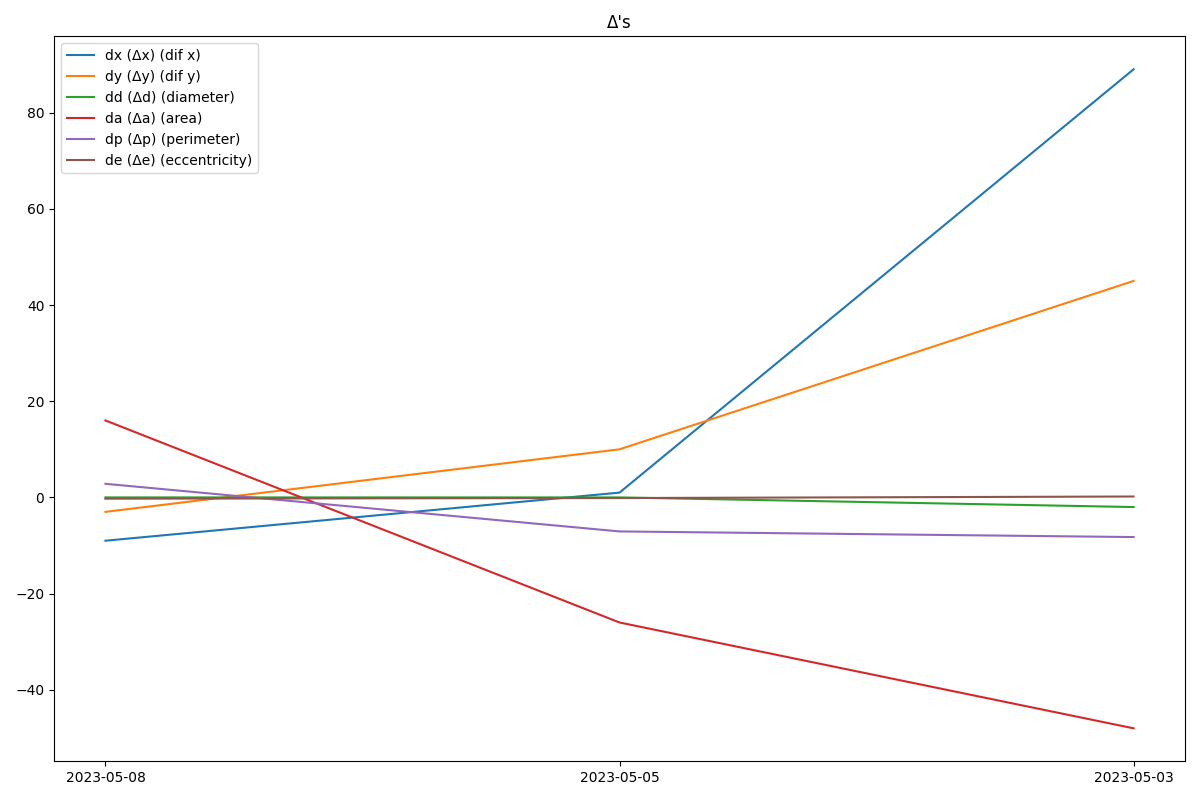 Δ's
dx (Δx) (dif x)
dy (Δy) (dif y)
dd (Δd) (diameter)
da (Δa) (area)
dp (Δp) (perimeter)
de (Δe) (eccentricity)
80
60
40
20
0
−20
−40
2023-05-08
2023-05-05
2023-05-03